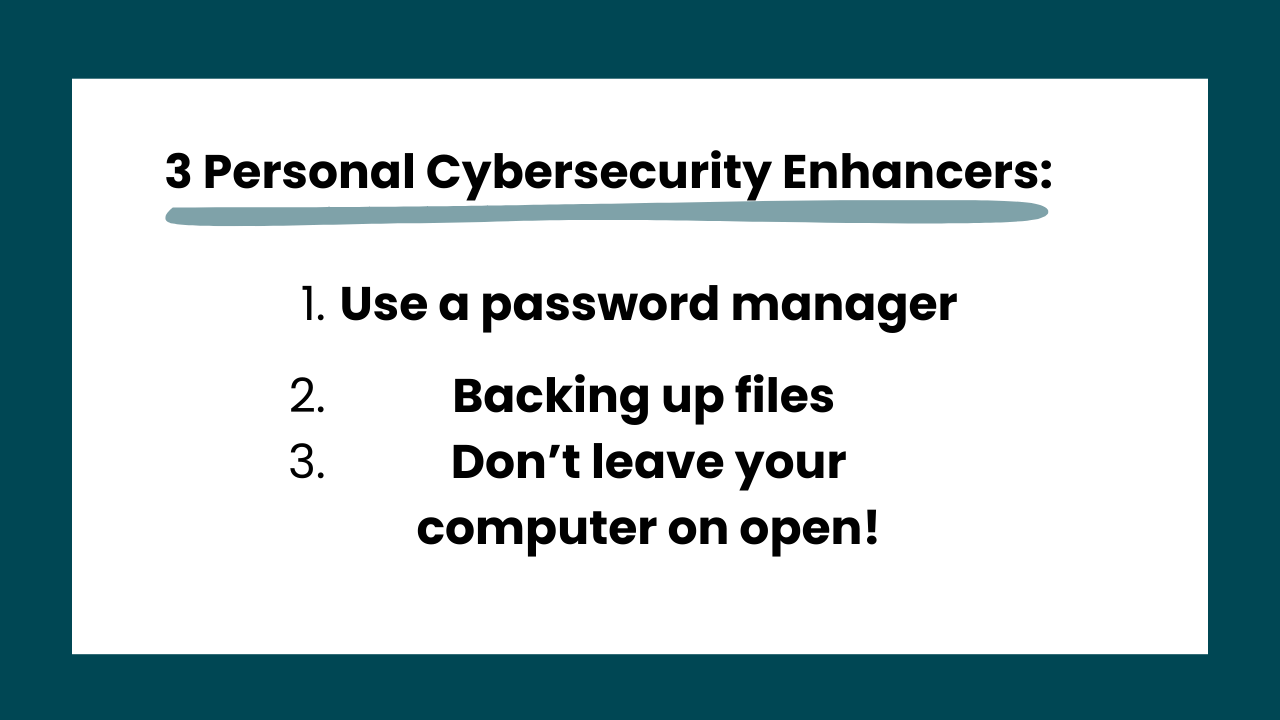 3 Personal Cybersecurity Enhancers:
1. Use a password manager
2. Backing up files
3. Don’t leave your
computer on open!